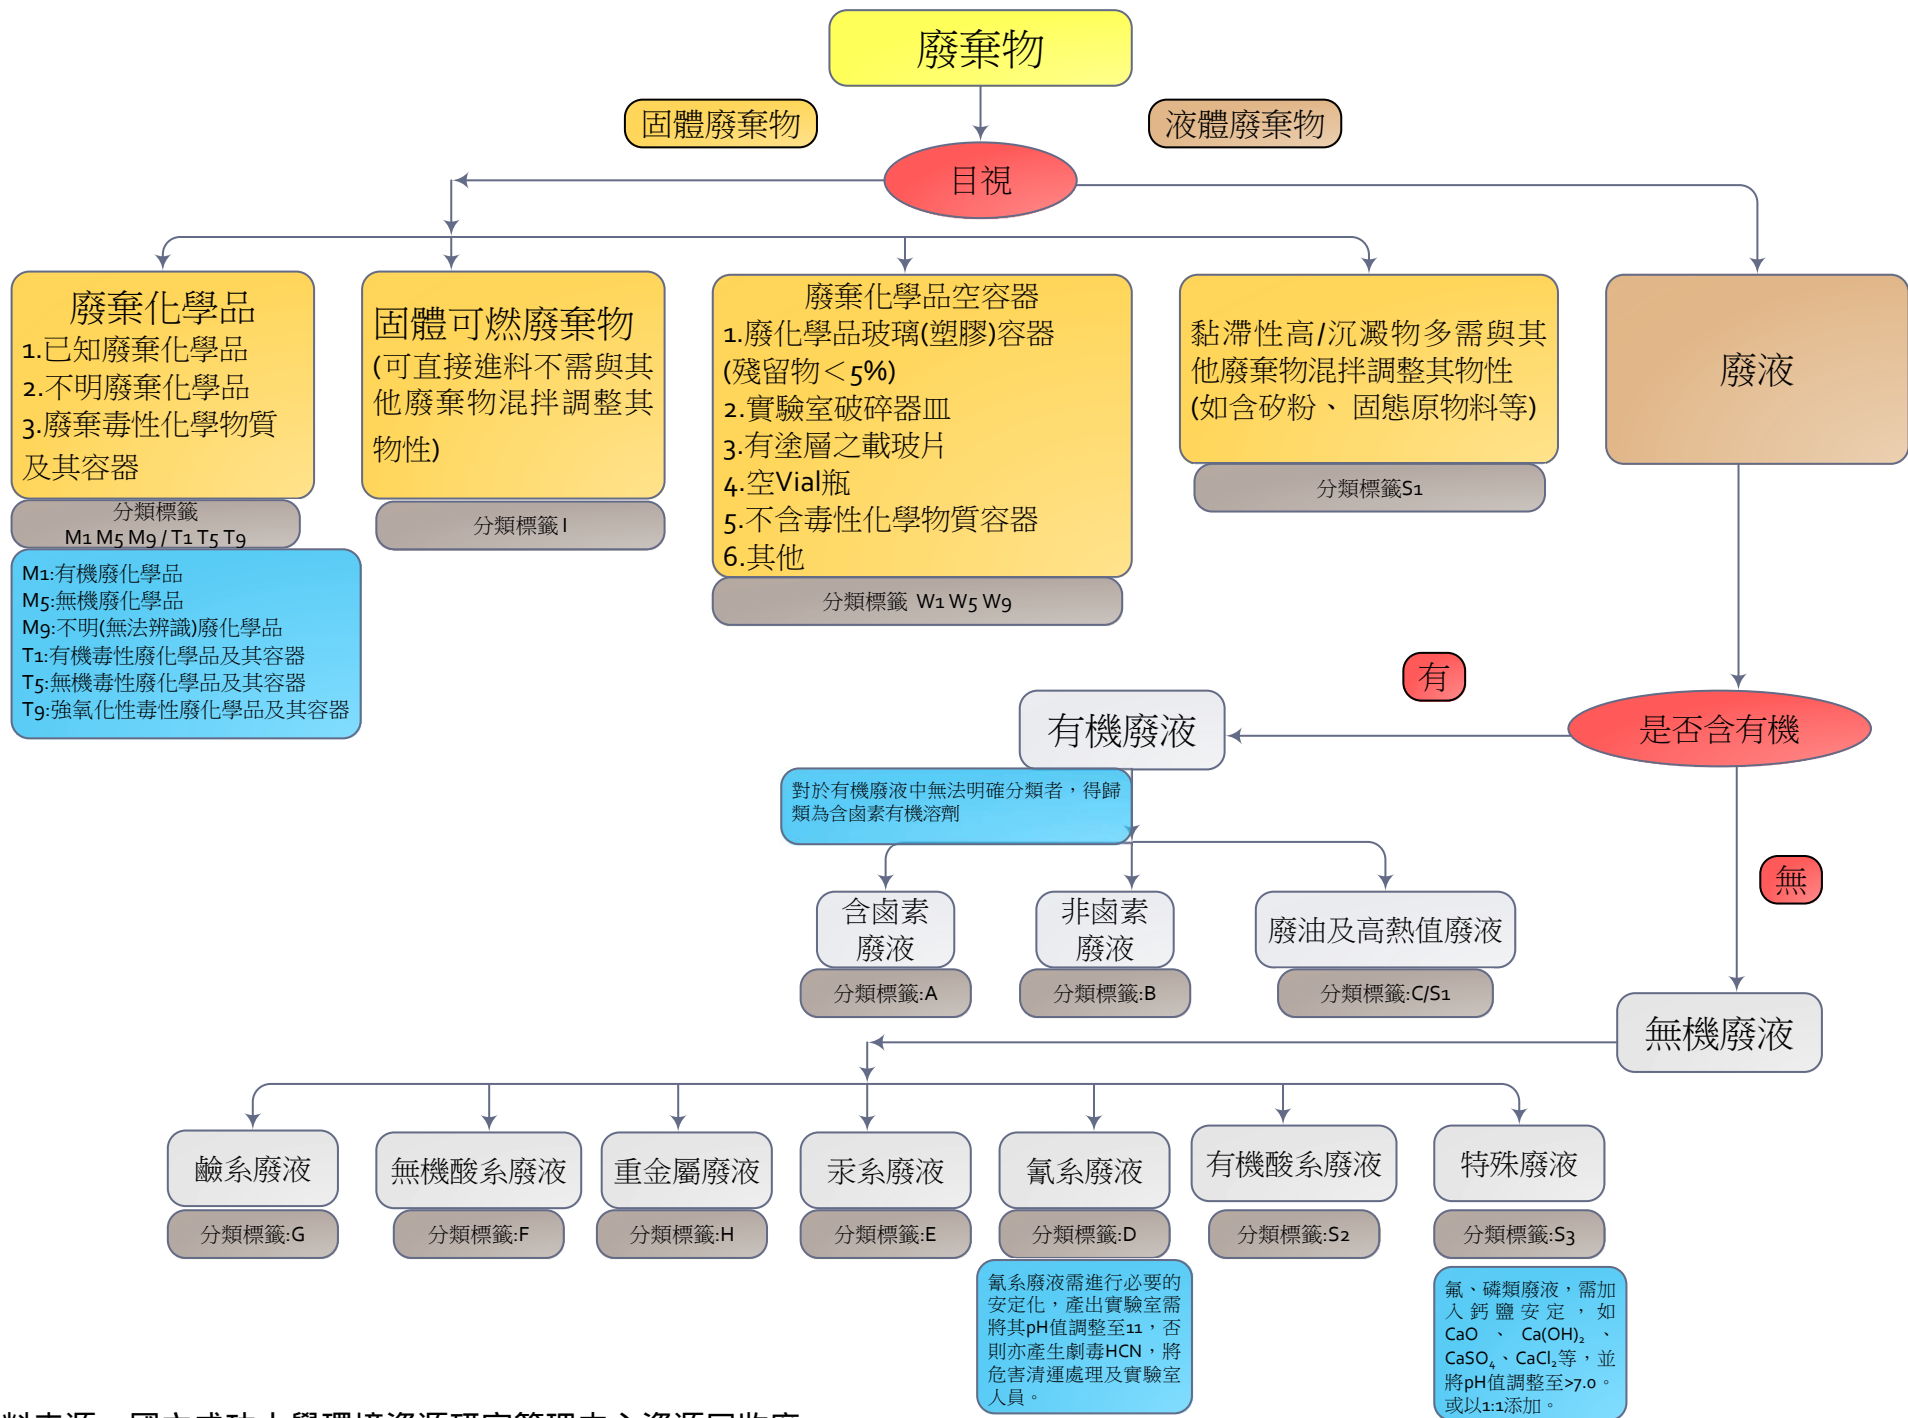 廢棄物
固體廢棄物
液體廢棄物
目視
廢棄化學品
1.已知廢棄化學品
2.不明廢棄化學品
3.廢棄毒性化學物質
及其容器
分類標籤
M1 M5 M9 / T1 T5 T9
M1:有機廢化學品
M5:無機廢化學品
M9:不明(無法辨識)廢化學品
T1:有機毒性廢化學品及其容器
T5:無機毒性廢化學品及其容器
T9:強氧化性毒性廢化學品及其容器
固體可燃廢棄物
(可直接進料不需與其
他廢棄物混拌調整其
物性)
分類標籤 I
廢棄化學品空容器
1.廢化學品玻璃(塑膠)容器
(殘留物＜5%)
2.實驗室破碎器皿
3.有塗層之載玻片
4.空Vial瓶
5.不含毒性化學物質容器
6.其他
分類標籤 W1 W5 W9
黏滯性高/沉澱物多需與其
他廢棄物混拌調整其物性
(如含矽粉、 固態原物料等)
分類標籤S1
廢液
有
是否含有機
有機廢液
對於有機廢液中無法明確分類者，得歸
類為含鹵素有機溶劑
無
含鹵素
廢液
分類標籤:A
非鹵素
廢液
分類標籤:B
廢油及高熱值廢液
分類標籤:C/S1
無機廢液
鹼系廢液
分類標籤:G
無機酸系廢液
分類標籤:F
重金屬廢液
分類標籤:H
汞系廢液
分類標籤:E
氰系廢液
分類標籤:D
氰系廢液需進行必要的
安定化，產出實驗室需
將其pH值調整至11，否
則亦產生劇毒HCN，將
危害清運處理及實驗室
人員。
有機酸系廢液
分類標籤:S2
特殊廢液
分類標籤:S3
氟、磷類廢液，需加
入鈣鹽安定，如
CaO 、 Ca(OH)₂ 、
CaSO₄、CaCl₂等，並
將pH值調整至>7.0。
或以1:1添加。